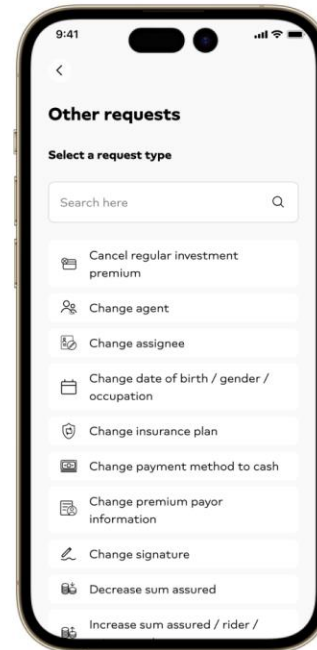 9:41
Other requests
Select a request type
Search here
Cancel regular investment
premium
Change agent
Change assignee
Change date of birth / gender /
occupation
Change insurance plan
Change payment method to cash
Change premium payor
information
Change signature
Decrease sum assured
Increase sum assured / rider /